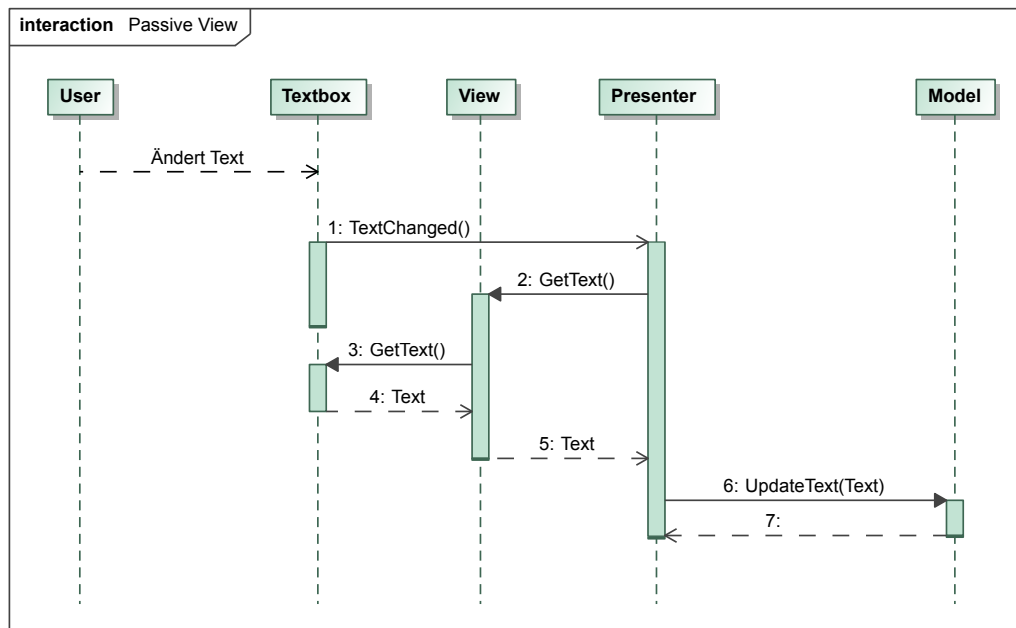 interaction Passive View
User
Textbox
View
Presenter
Model
Ändert Text
1: TextChanged()
2: GetText()
3: GetText()
4: Text
5: Text
6: UpdateText(Text)
7: